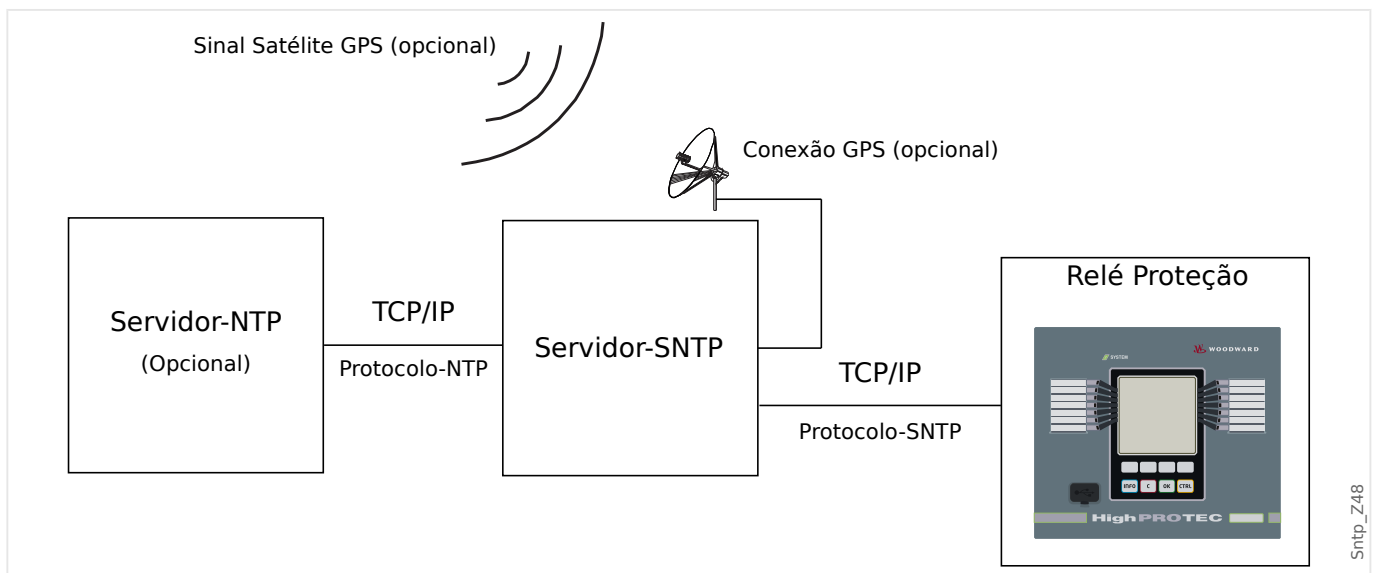 Sinal Satélite GPS (opcional)
Conexão GPS (opcional)
Servidor-NTP
(Opcional)
TCP/IP
Protocolo-NTP
Servidor-SNTP
TCP/IP
Protocolo-SNTP
Relé Proteção
SYSTEM
WOODWARD
INFO
C
OK
CTRL
HighPROTEC
Sntp_Z48